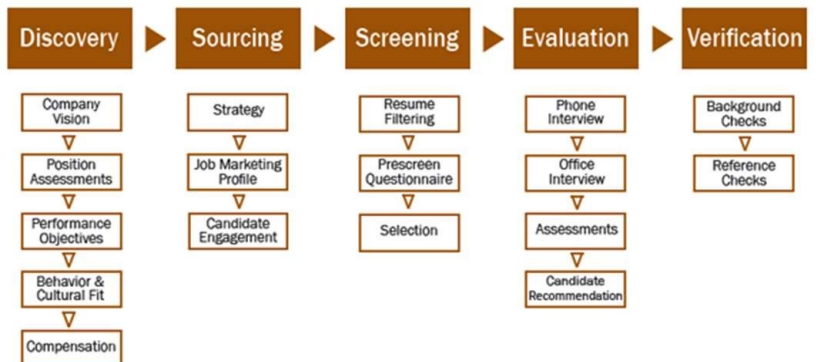 Discovery
Sourcing
Screening
Evaluation
Verification
Company
Vision
Position
Assessments
Performance
Objectives
Behavior &
Cultural Fit
Compensation
Strategy
Job Marketing
Profile
Candidate
Engagement
Resume
Filtering
Prescreen
Questionnaire
Selection
Phone
Interview
Office
Interview
Assessments
Candidate
Recommendation
Background
Checks
Reference
Checks